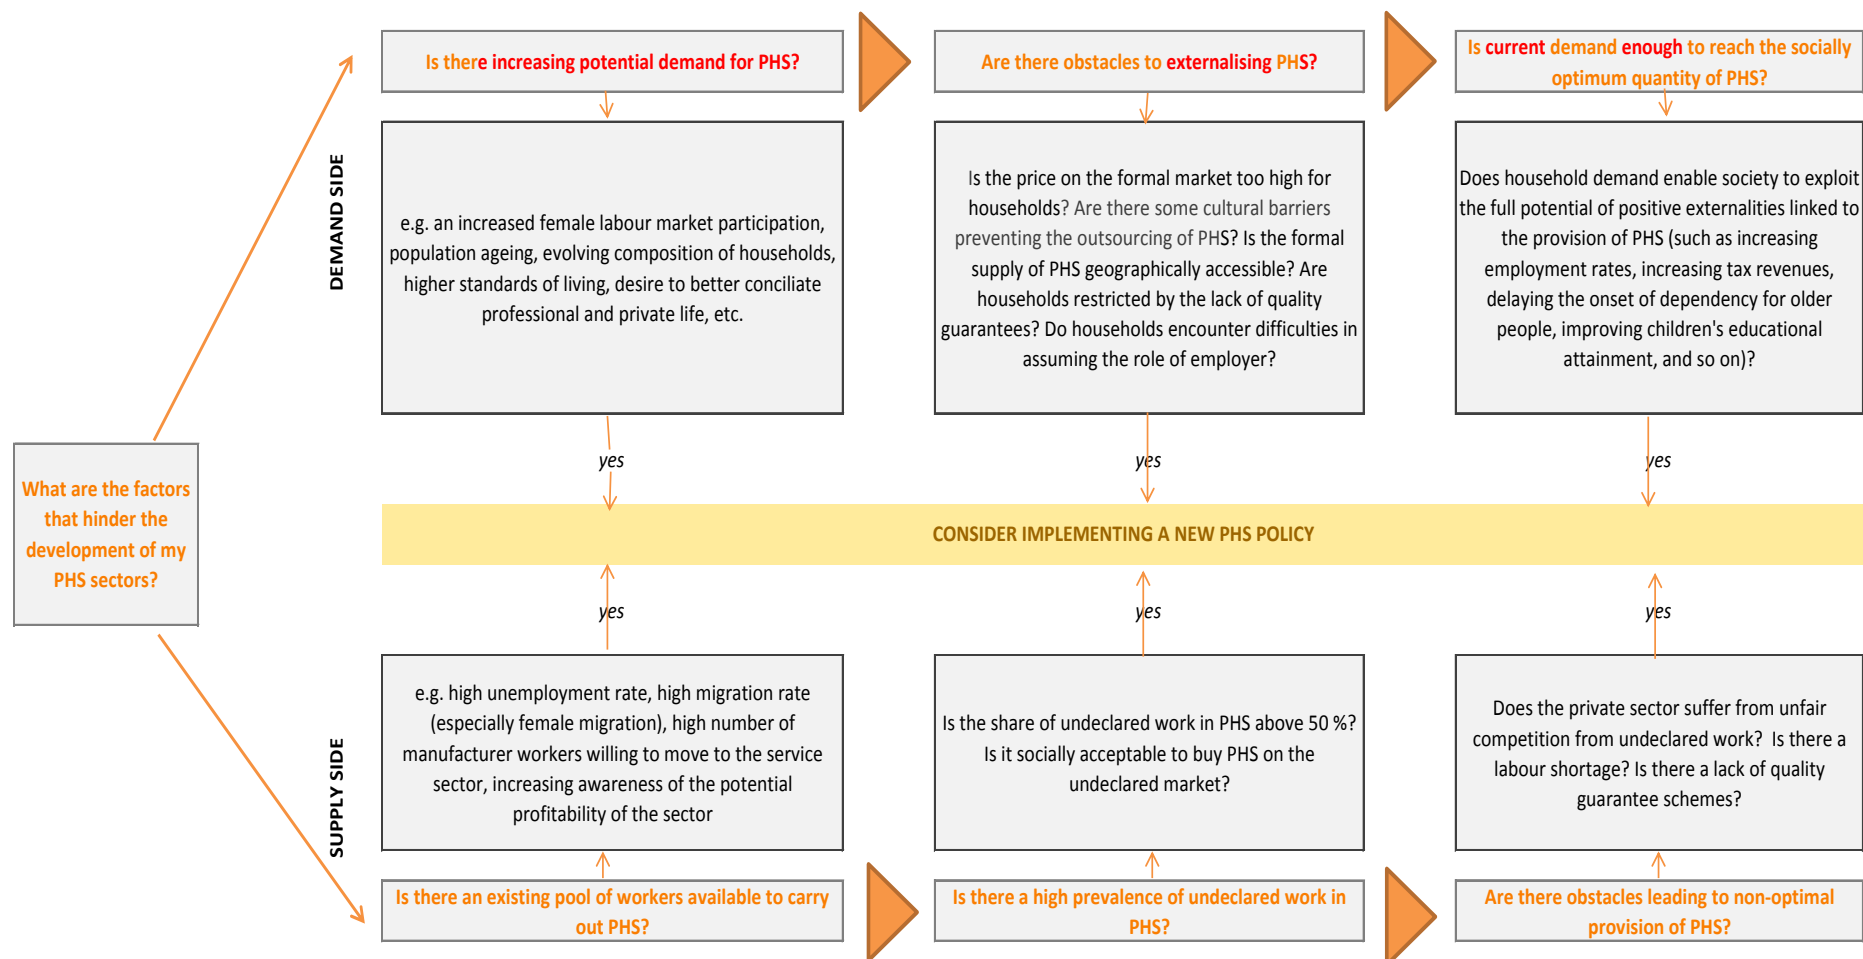 Is there increasing potential demand for PHS?
Are there obstacles to externalising PHS?
Is current demand enough to reach the socially
optimum quantity of PHS?
DEMAND SIDE
e.g. an increased female labour market participation,
population ageing, evolving composition of households,
higher standards of living, desire to better conciliate
professional and private life, etc.
Is the price on the formal market too high for
households? Are there some cultural barriers
preventing the outsourcing of PHS? Is the formal
supply of PHS geographically accessible? Are
households restricted by the lack of quality
guarantees? Do households encounter difficulties in
assuming the role of employer?
Does household demand enable society to exploit
the full potential of positive externalities linked to
the provision of PHS (such as increasing
employment rates, increasing tax revenues,
delaying the onset of dependency for older
people, improving children's educational
attainment, and so on)?
yes
yes
yes
What are the factors
that hinder the
development of my
PHS sectors?
CONSIDER IMPLEMENTING A NEW PHS POLICY
yes
yes
yes
SUPPLY SIDE
e.g. high unemployment rate, high migration rate
(especially female migration), high number of
manufacturer workers willing to move to the service
sector, increasing awareness of the potential
profitability of the sector
Is the share of undeclared work in PHS above 50 %?
Is it socially acceptable to buy PHS on the
undeclared market?
Does the private sector suffer from unfair
competition from undeclared work? Is there a
labour shortage? Is there a lack of quality
guarantee schemes?
Is there an existing pool of workers available to carry
out PHS?
Is there a high prevalence of undeclared work in
PHS?
Are there obstacles leading to non-optimal
provision of PHS?